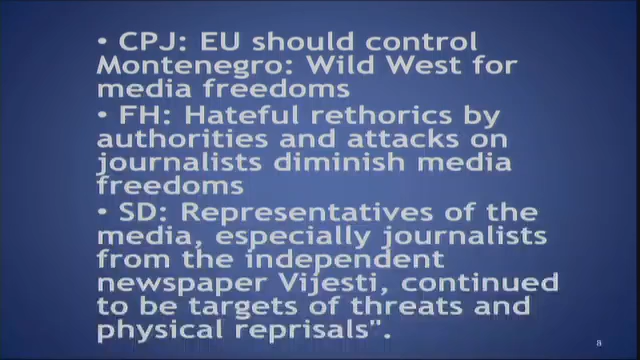 • CPJ: EU should control
Montenegro: Wild West for
media freedoms
• FH: Hateful rethorics by
authorities and attacks on
journalists diminish media
freedoms
• SD: Representatives of the
media, especially journalists
from the independent
newspaper Vijesti, continued
to be targets of threats and
physical reprisals".
a